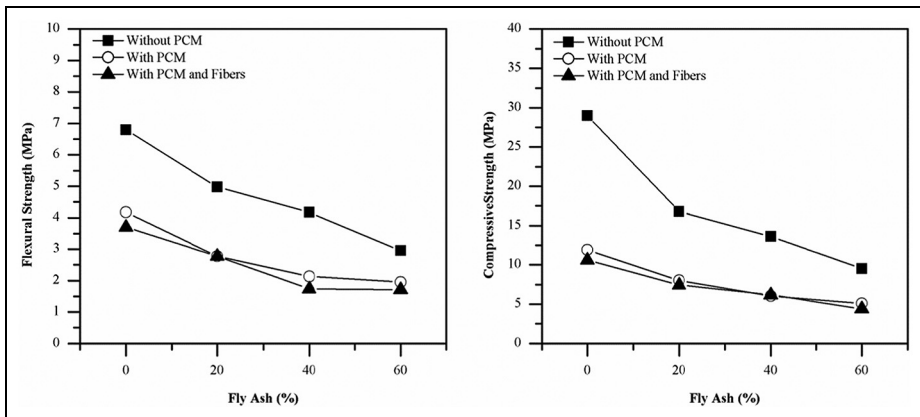 10
9
8
7
6
5
4
3
2
1
0
Flexural Strength (MPa)
Without PCM
With PCM
With PCM and Fibers
0 20 40 60
Fly Ash (%)
40
35
30
25
20
15
10
5
0
CompressiveStrength (MPa)
Without PCM
With PCM
With PCM and Fibers
0 20 40 60
Fly Ash (%)